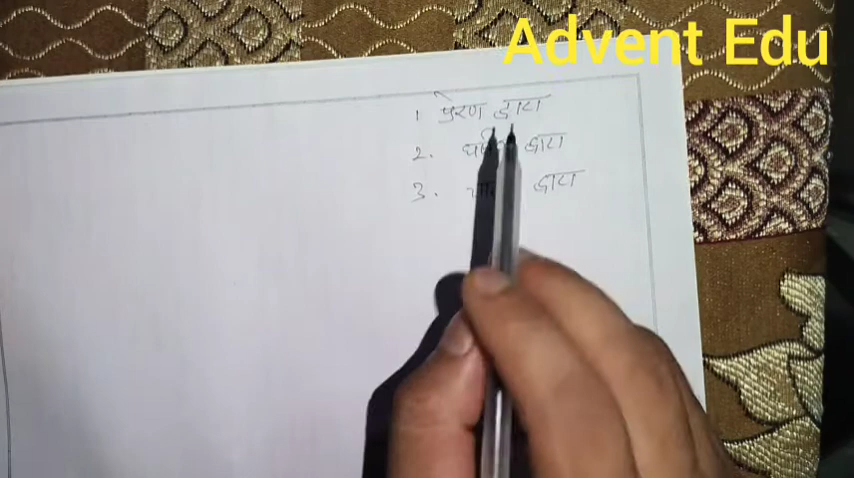 Advent Edu
1 प्रेरण द्वारा
2. द्वारा
3. द्वारा